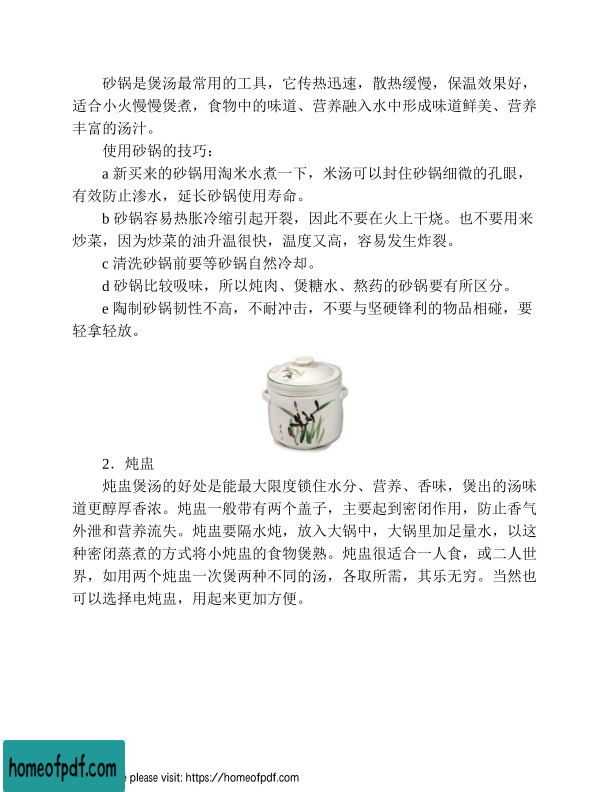 砂锅是煲汤最常用的工具，它传热迅速，散热缓慢，保温效果好，
适合小火慢慢煲煮，食物中的味道、营养融入水中形成味道鲜美、营养
丰富的汤汁。
使用砂锅的技巧：
a 新买来的砂锅用淘米水煮一下，米汤可以封住砂锅细微的孔眼，
有效防止渗水，延长砂锅使用寿命。
b 砂锅容易热胀冷缩引起开裂，因此不要在火上干烧。也不要用来
炒菜，因为炒菜的油升温很快，温度又高，容易发生炸裂。
c 清洗砂锅前要等砂锅自然冷却。
d 砂锅比较吸味，所以炖肉、煲糖水、熬药的砂锅要有所区分。
e 陶制砂锅韧性不高，不耐冲击，不要与坚硬锋利的物品相碰，要
轻拿轻放。
2．炖盅
炖盅煲汤的好处是能最大限度锁住水分、营养、香味，煲出的汤味
道更醇厚香浓。炖盅一般带有两个盖子，主要起到密闭作用，防止香气
外泄和营养流失。炖盅要隔水炖，放入大锅中，大锅里加足量水，以这
种密闭蒸煮的方式将小炖盅的食物煲熟。炖盅很适合一人食，或二人世
界，如用两个炖盅一次煲两种不同的汤，各取所需，其乐无穷。当然也
可以选择电炖盅，用起来更加方便。
homeofpdf.com
please visit: https://homeofpdf.com